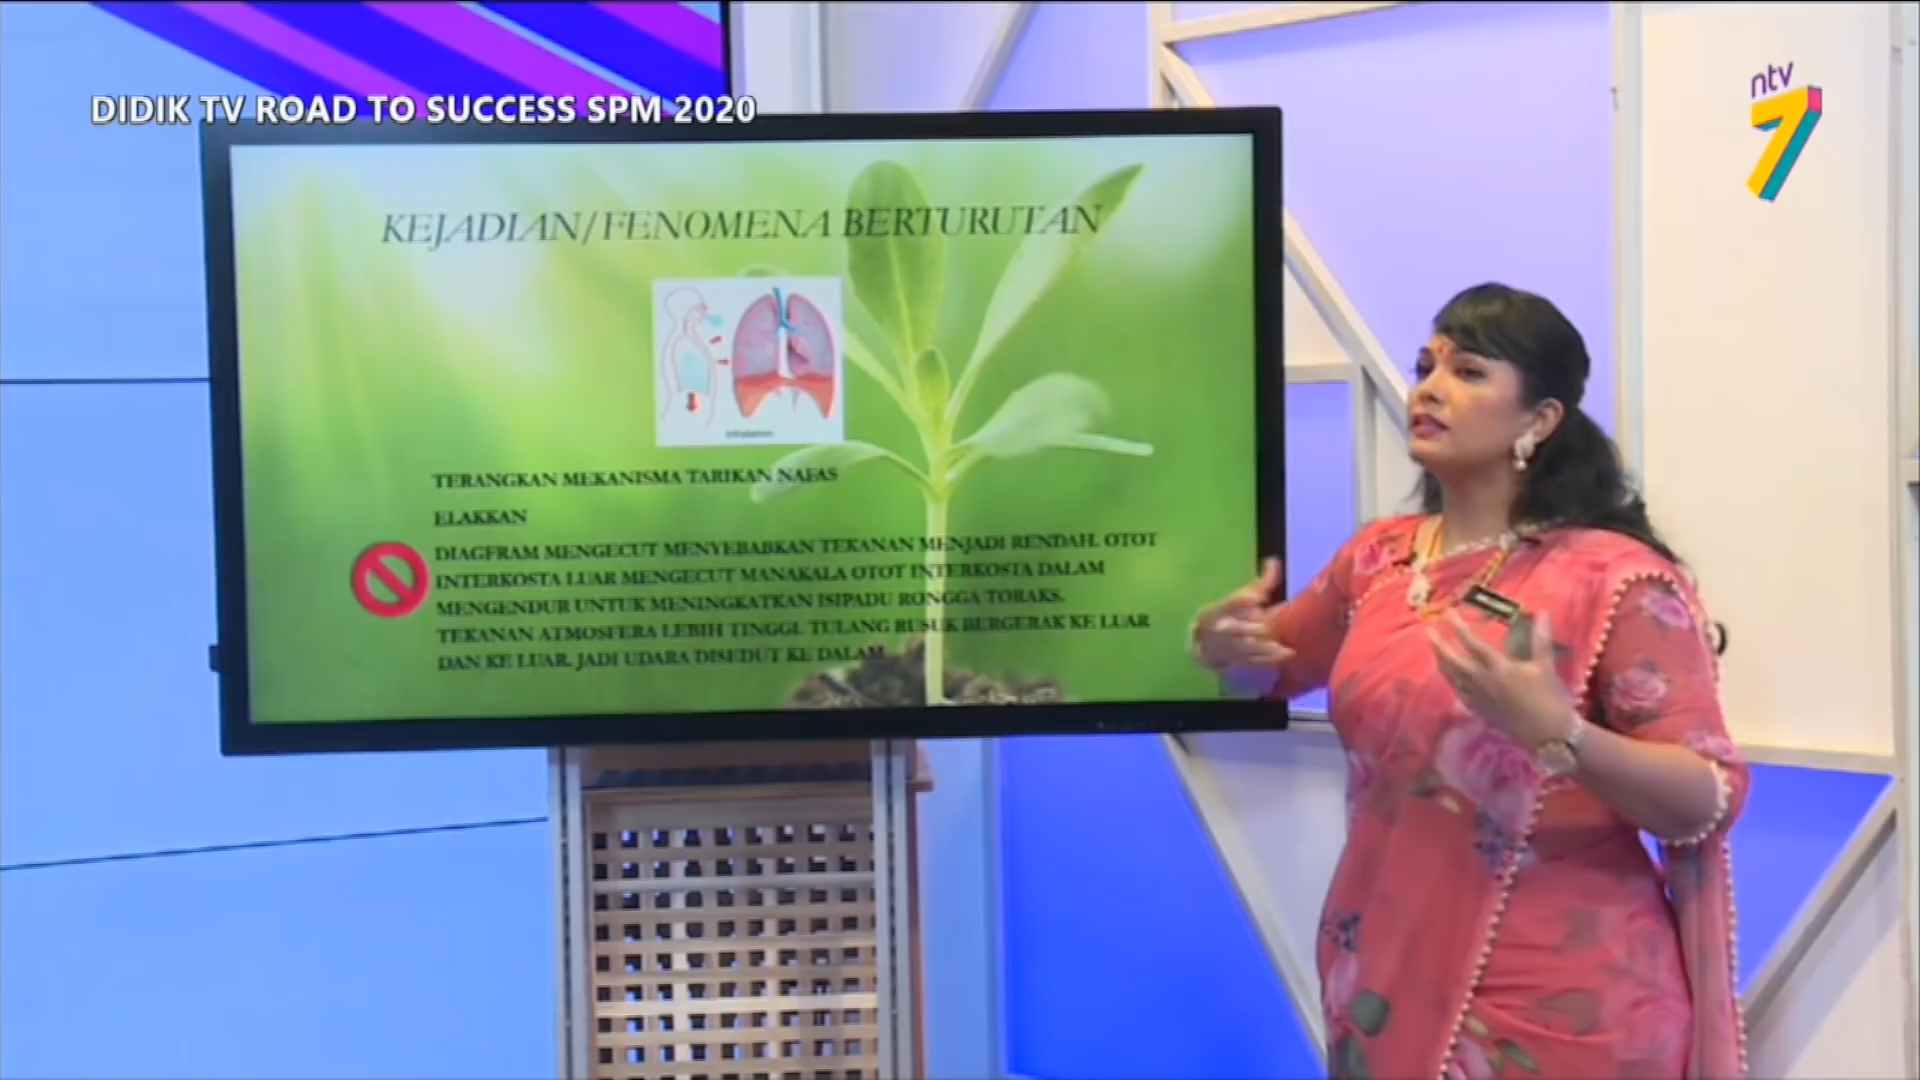 DIDIK TV ROAD TO SUCCESS SPM 2020
ntv
7
KEJADIAN/FENOMENA BERTURUTAN
Inhalation
TERANGKAN MEKANISMA TARIKAN NAFAS
ELAKKAN
DIAGFRAM MENGECUT MENYEBABKAN TEKANAN MENJADI RENDAH. OTOT
INTERKOSTA LUAR MENGECUT MANAKALA OTOT INTERKOSTA DALAM
MENGENDUR UNTUK MENINGKATKAN ISIPADU RONGGA TORAKS.
TEKANAN ATMOSFERA LEBIH TINGGI. TULANG RUSUK BERGERAK KE LUAR
DAN KE LUAR. JADI UDARA DISEDUT KE DALAM